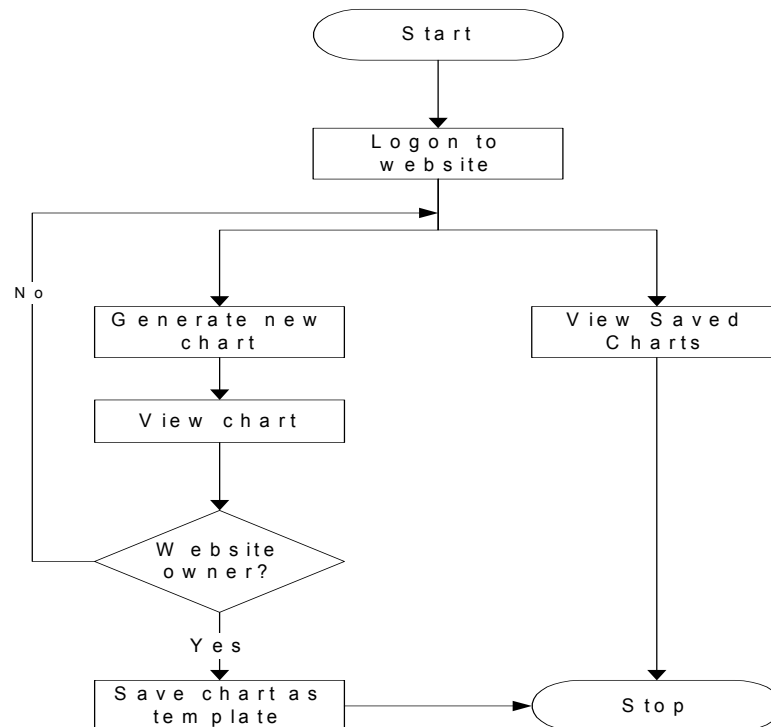 Start
Logon to
website
No
Generate new
chart
View Saved
Charts
View chart
Website
owner?
Yes
Save chart as
template
Stop